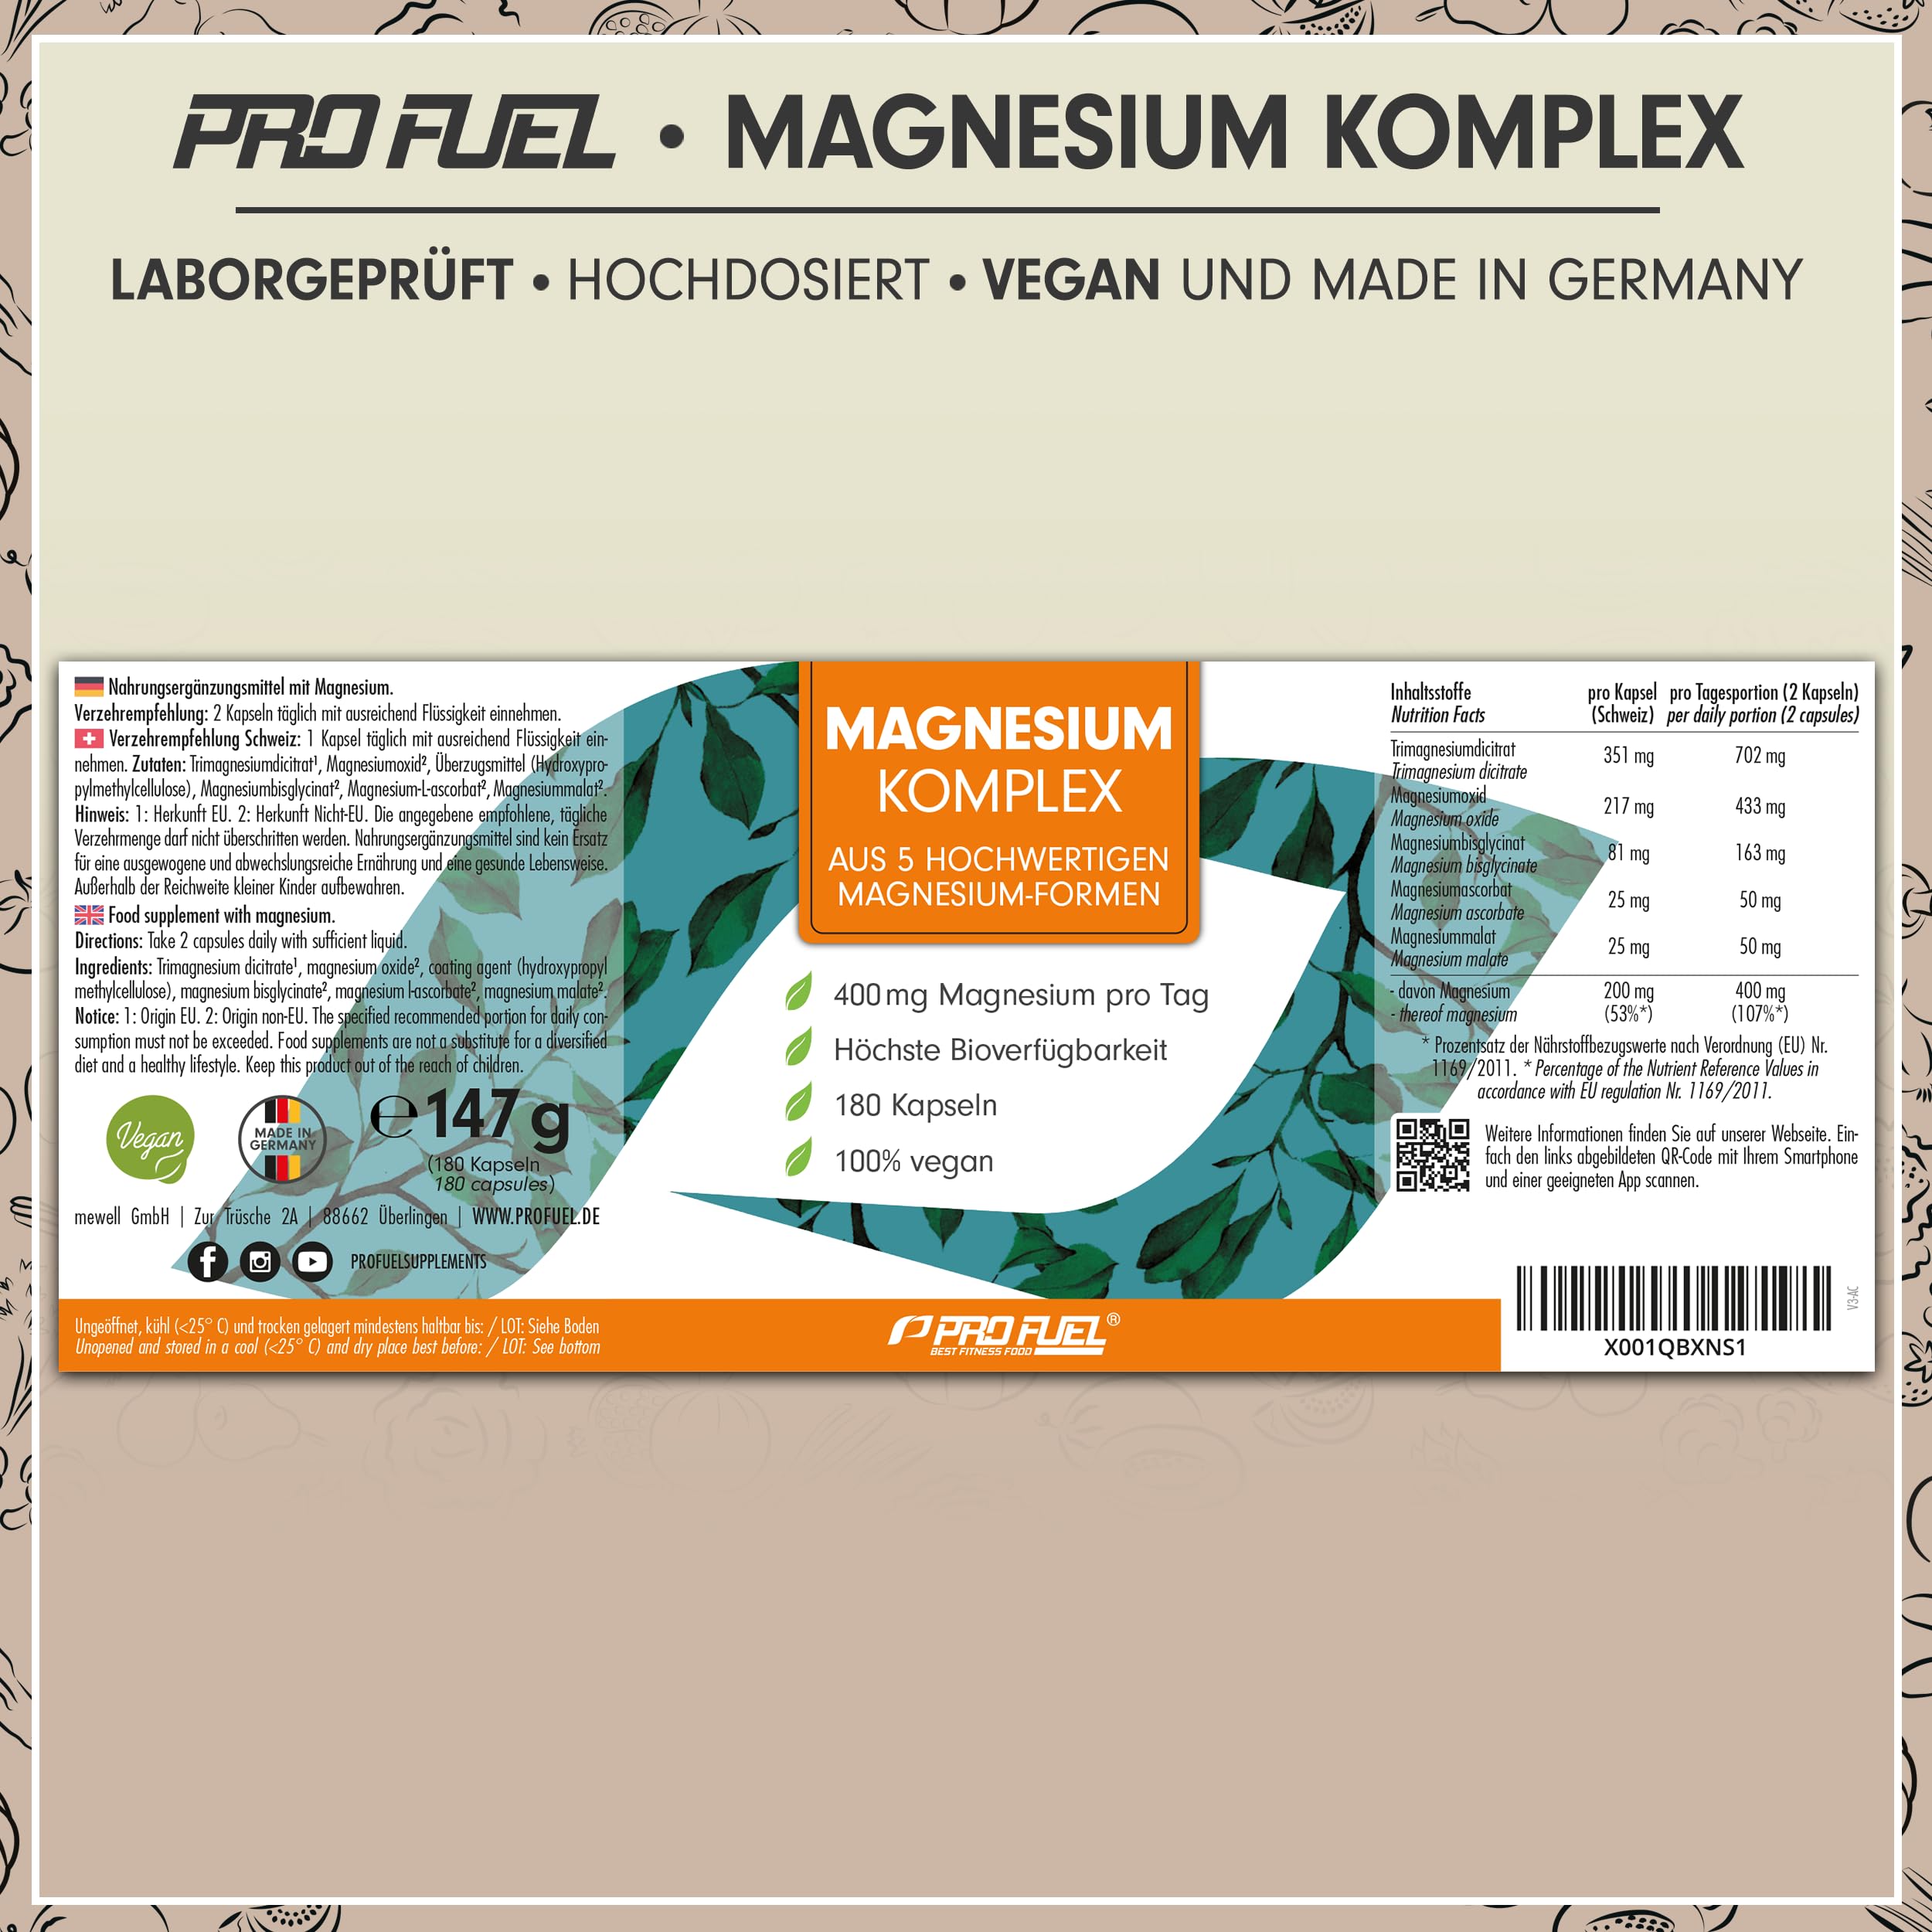 PRO FUEL • MAGNESIUM KOMPLEX
LABORGEPRÜFT • HOCHDOSIERT • VEGAN UND MADE IN GERMANY
Nahrungsergänzungsmittel mit Magnesium.
Verzehrempfehlung: 2 Kapseln täglich mit ausreichend Flüssigkeit einnehmen.
Verzehrempfehlung Schweiz: 1 Kapsel täglich mit ausreichend Flüssigkeit ein-
nehmen. Zutaten: Trimagnesiumdicitrat¹, Magnesiumoxid², Überzugsmittel (Hydroxypro-
pylmethylcellulose), Magnesiumbisglycinat², Magnesium-L-ascorbat², Magnesiummalat².
Hinweis: 1: Herkunft EU. 2: Herkunft Nicht-EU. Die angegebene empfohlene, tägliche
Verzehrmenge darf nicht überschritten werden. Nahrungsergänzungsmittel sind kein Ersatz
für eine ausgewogene und abwechslungsreiche Ernährung und eine gesunde Lebensweise.
Außerhalb der Reichweite kleiner Kinder aufbewahren.
Food supplement with magnesium.
Directions: Take 2 capsules daily with sufficient liquid.
Ingredients: Trimagnesium dicitrate¹, magnesium oxide², coating agent (hydroxypropyl
methylcellulose), magnesium bisglycinate², magnesium l-ascorbate², magnesium malate².
Notice: 1: Origin EU. 2: Origin non-EU. The specified recommended portion for daily con-
sumption must not be exceeded. Food supplements are not a substitute for a diversified
diet and a healthy lifestyle. Keep this product out of the reach of children.
Vegan
MADE IN
GERMANY
℮ 147 g
(180 Kapseln
180 capsules)
mewell GmbH | Zur Trüsche 2A | 88662 Überlingen | WWW.PROFUEL.DE
PROFUELSUPPLEMENTS
Ungeöffnet, kühl (<25° C) und trocken gelagert mindestens haltbar bis: / LOT: Siehe Boden
Unopened and stored in a cool (<25° C) and dry place best before: / LOT: See bottom
MAGNESIUM
KOMPLEX
AUS 5 HOCHWERTIGEN
MAGNESIUM-FORMEN
400 mg Magnesium pro Tag
Höchste Bioverfügbarkeit
180 Kapseln
100% vegan
PRO FUEL®
BEST FITNESS FOOD
Inhaltsstoffe pro Kapsel pro Tagesportion (2 Kapseln)
Nutrition Facts (Schweiz) per daily portion (2 capsules)
Trimagnesiumdicitrat
Trimagnesium dicitrate 351 mg 702 mg
Magnesiumoxid
Magnesium oxide 217 mg 433 mg
Magnesiumbisglycinat
Magnesium bisglycinate 81 mg 163 mg
Magnesiumascorbat
Magnesium ascorbate 25 mg 50 mg
Magnesiummalat
Magnesium malate 25 mg 50 mg
- davon Magnesium 200 mg 400 mg
- thereof magnesium (53%*) (107%*)
* Prozentsatz der Nährstoffbezugswerte nach Verordnung (EU) Nr.
1169/2011. * Percentage of the Nutrient Reference Values in
accordance with EU regulation Nr. 1169/2011.
Weitere Informationen finden Sie auf unserer Webseite. Ein-
fach den links abgebildeten QR-Code mit Ihrem Smartphone
und einer geeigneten App scannen.
V3-AC
X001QBXNS1